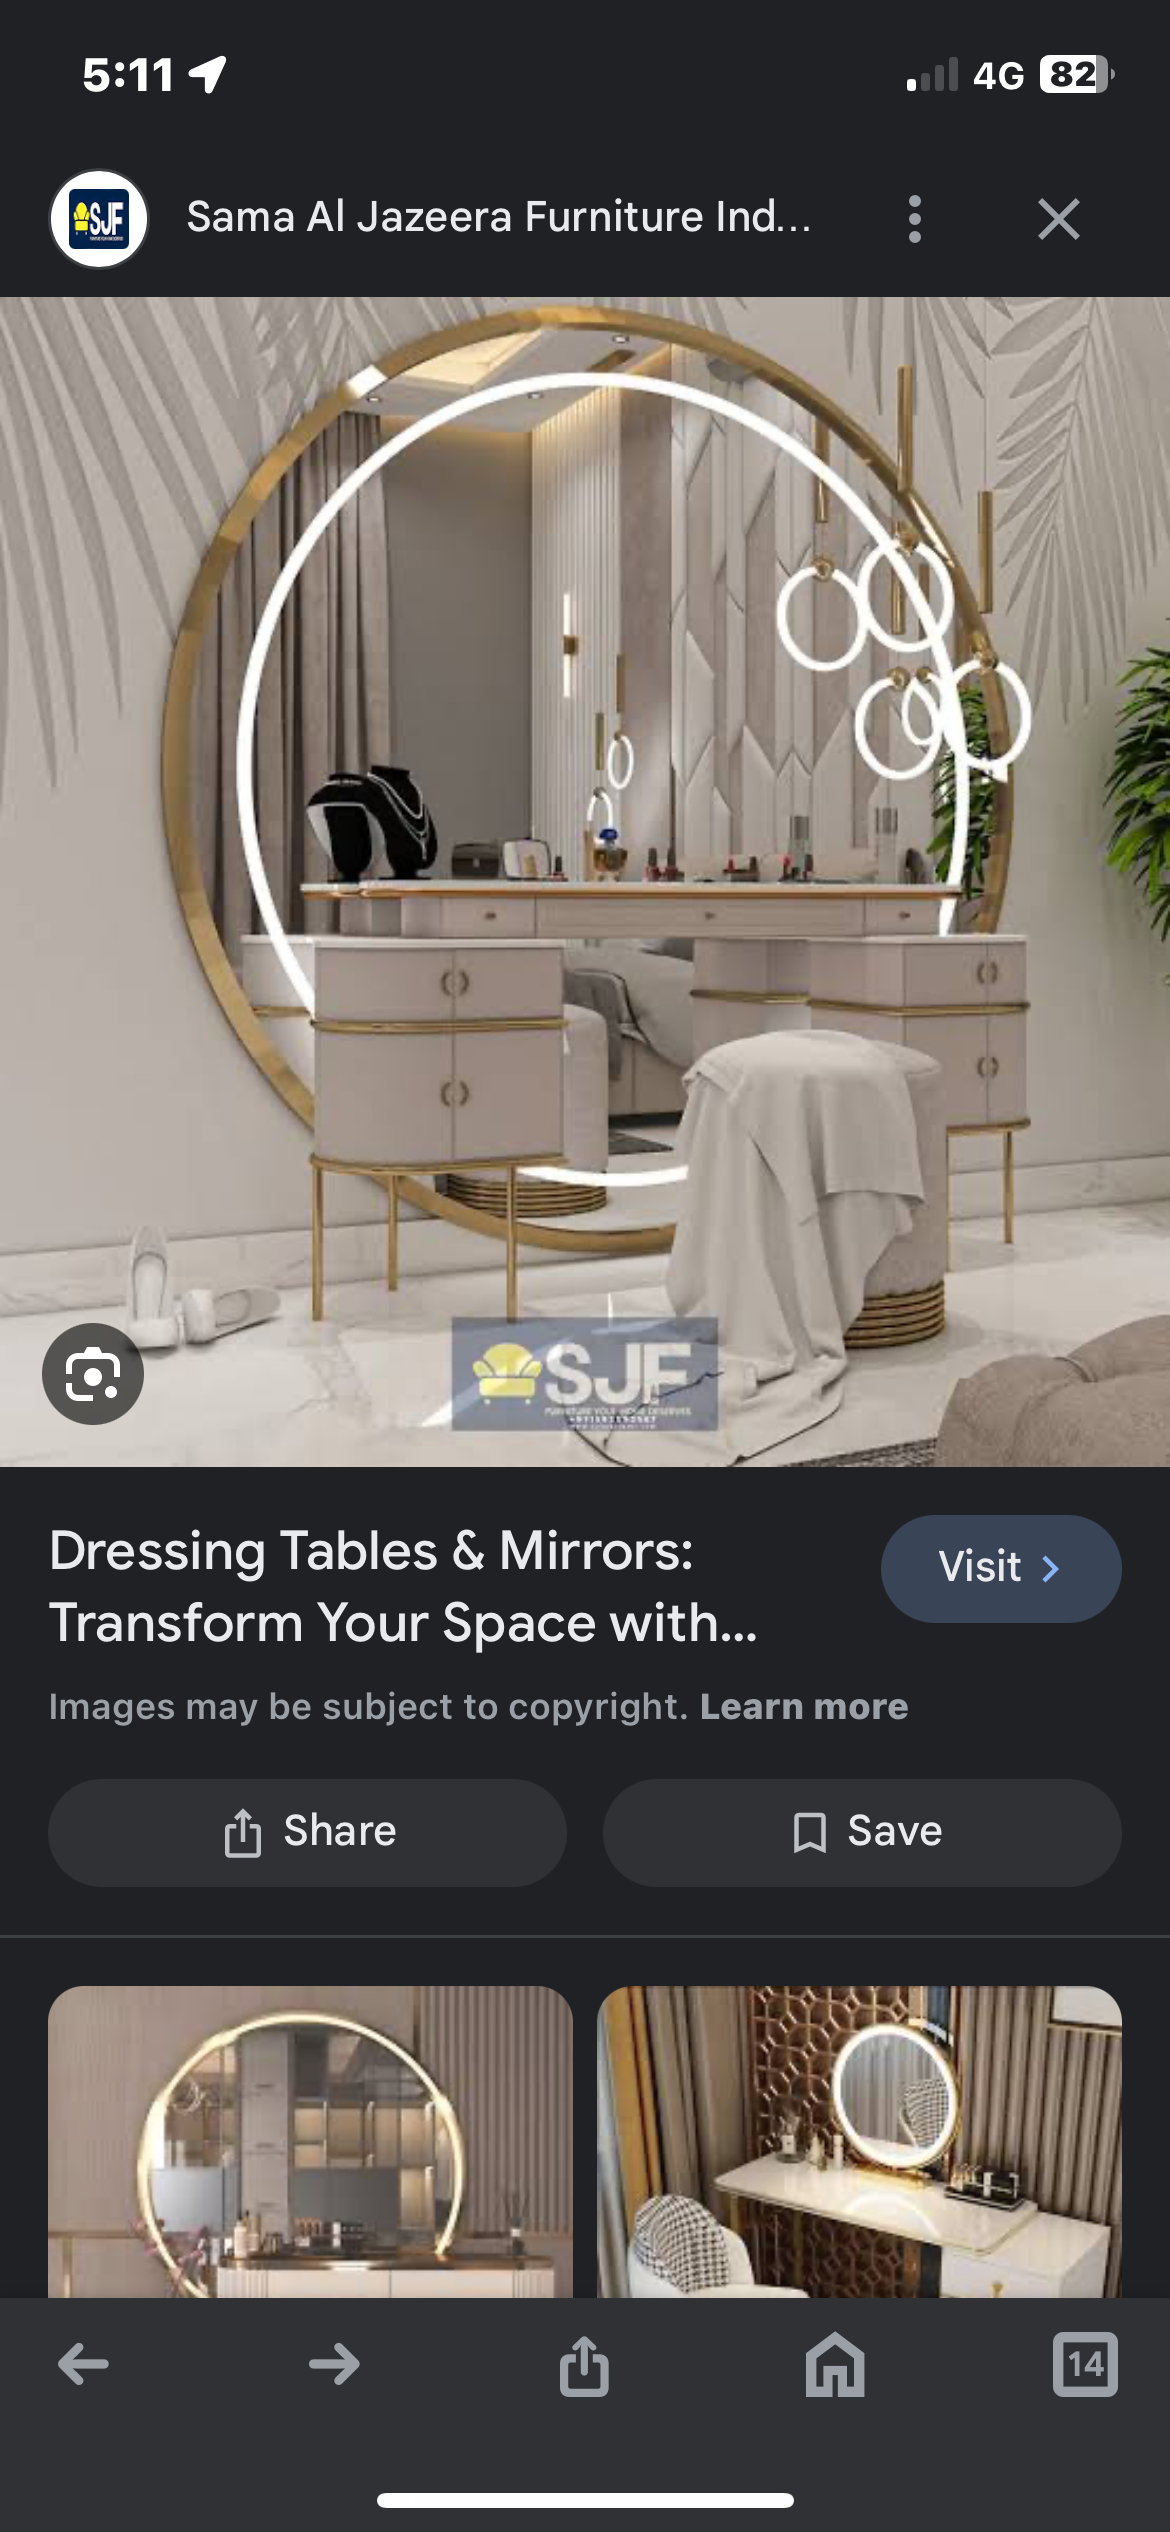 5:11
4G 82
SJF
Sama Al Jazeera Furniture Ind...
SJF
FURNITURE YOUR HOME DESERVES
Dressing Tables & Mirrors:
Transform Your Space with...
Visit
Images may be subject to copyright. Learn more
Share
Save
14